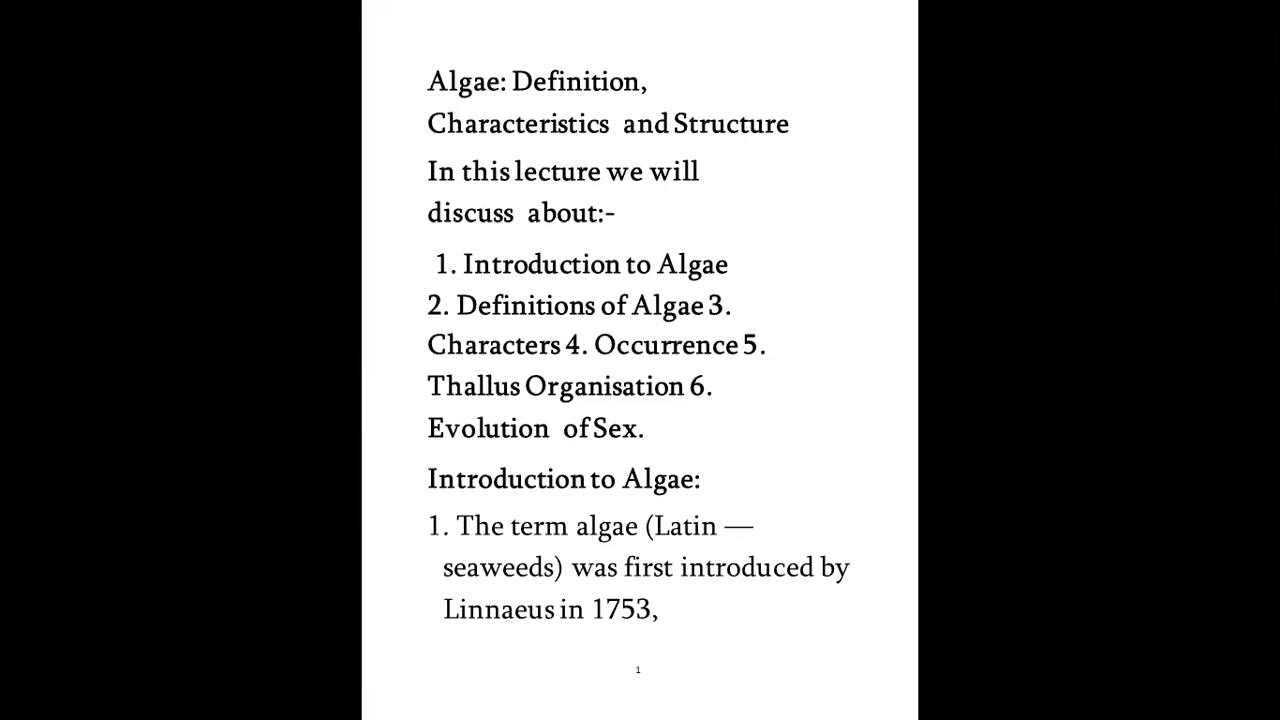 Algae: Definition,
Characteristics and Structure
In this lecture we will
discuss about:-
1. Introduction to Algae
2. Definitions of Algae 3.
Characters 4. Occurrence 5.
Thallus Organisation 6.
Evolution of Sex.
Introduction to Algae:
1. The term algae (Latin —
seaweeds) was first introduced by
Linnaeus in 1753,
1